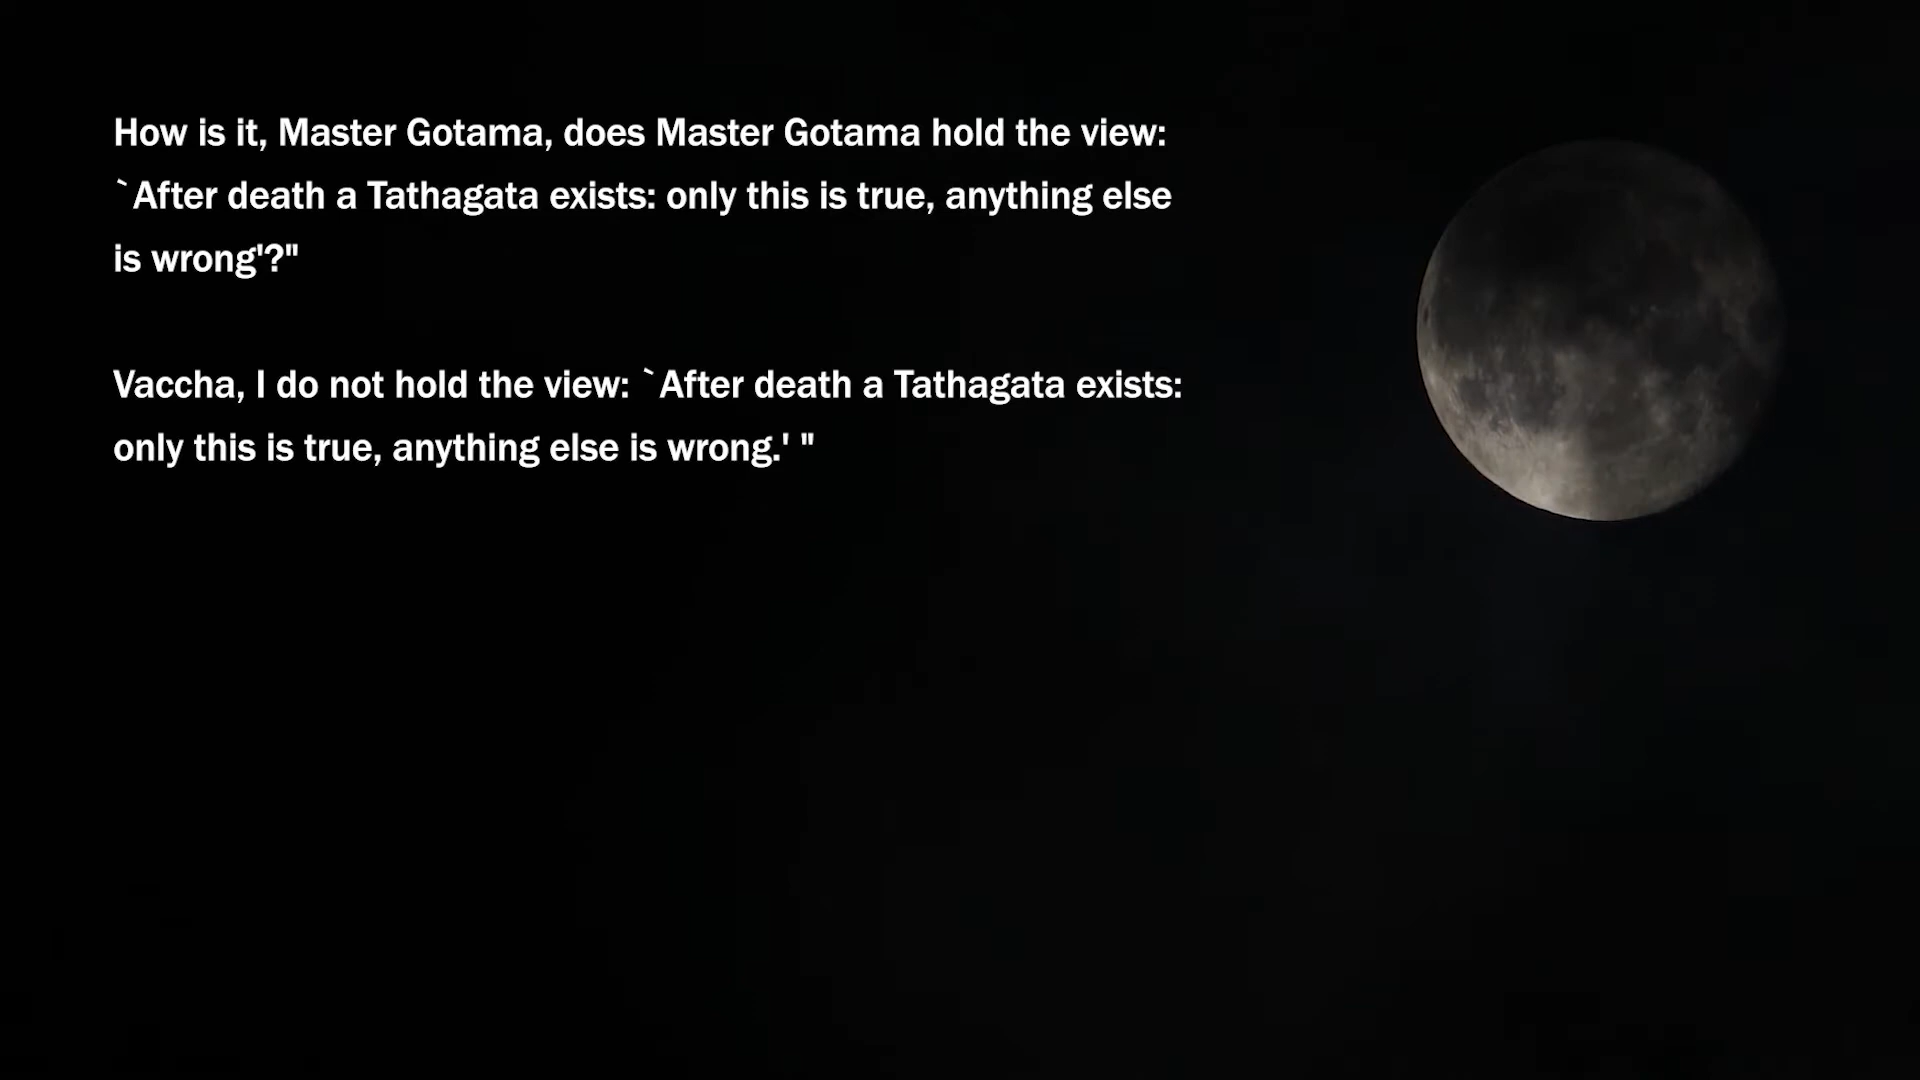 How is it, Master Gotama, does Master Gotama hold the view:
`After death a Tathagata exists: only this is true, anything else
is wrong'?"
Vaccha, I do not hold the view: `After death a Tathagata exists:
only this is true, anything else is wrong.' "